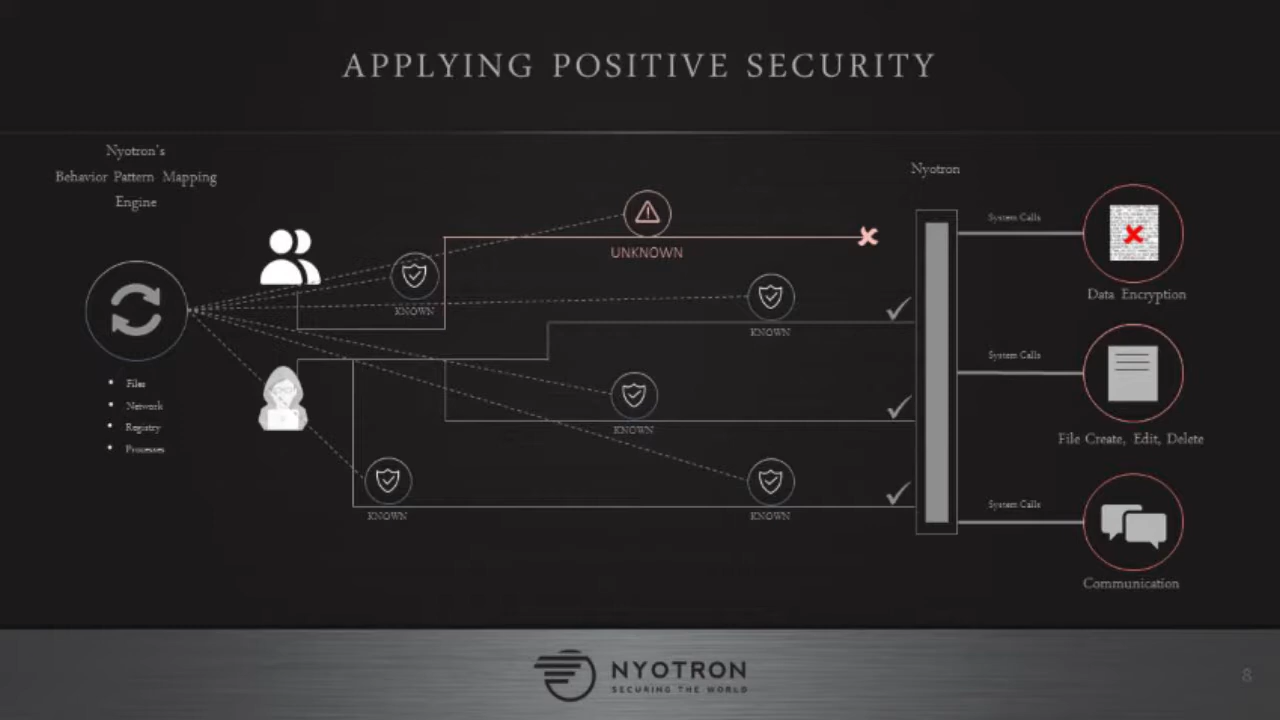 APPLYING POSITIVE SECURITY
Nyotron's
Behavior Pattern Mapping
Engine
Files
Network
Registry
Processes
KNOWN
UNKNOWN
KNOWN
KNOWN
KNOWN
KNOWN
Nyotron
System Calls
Data Encryption
System Calls
File Create, Edit, Delete
System Calls
Communication
NYOTRON
SECURING THE WORLD
8